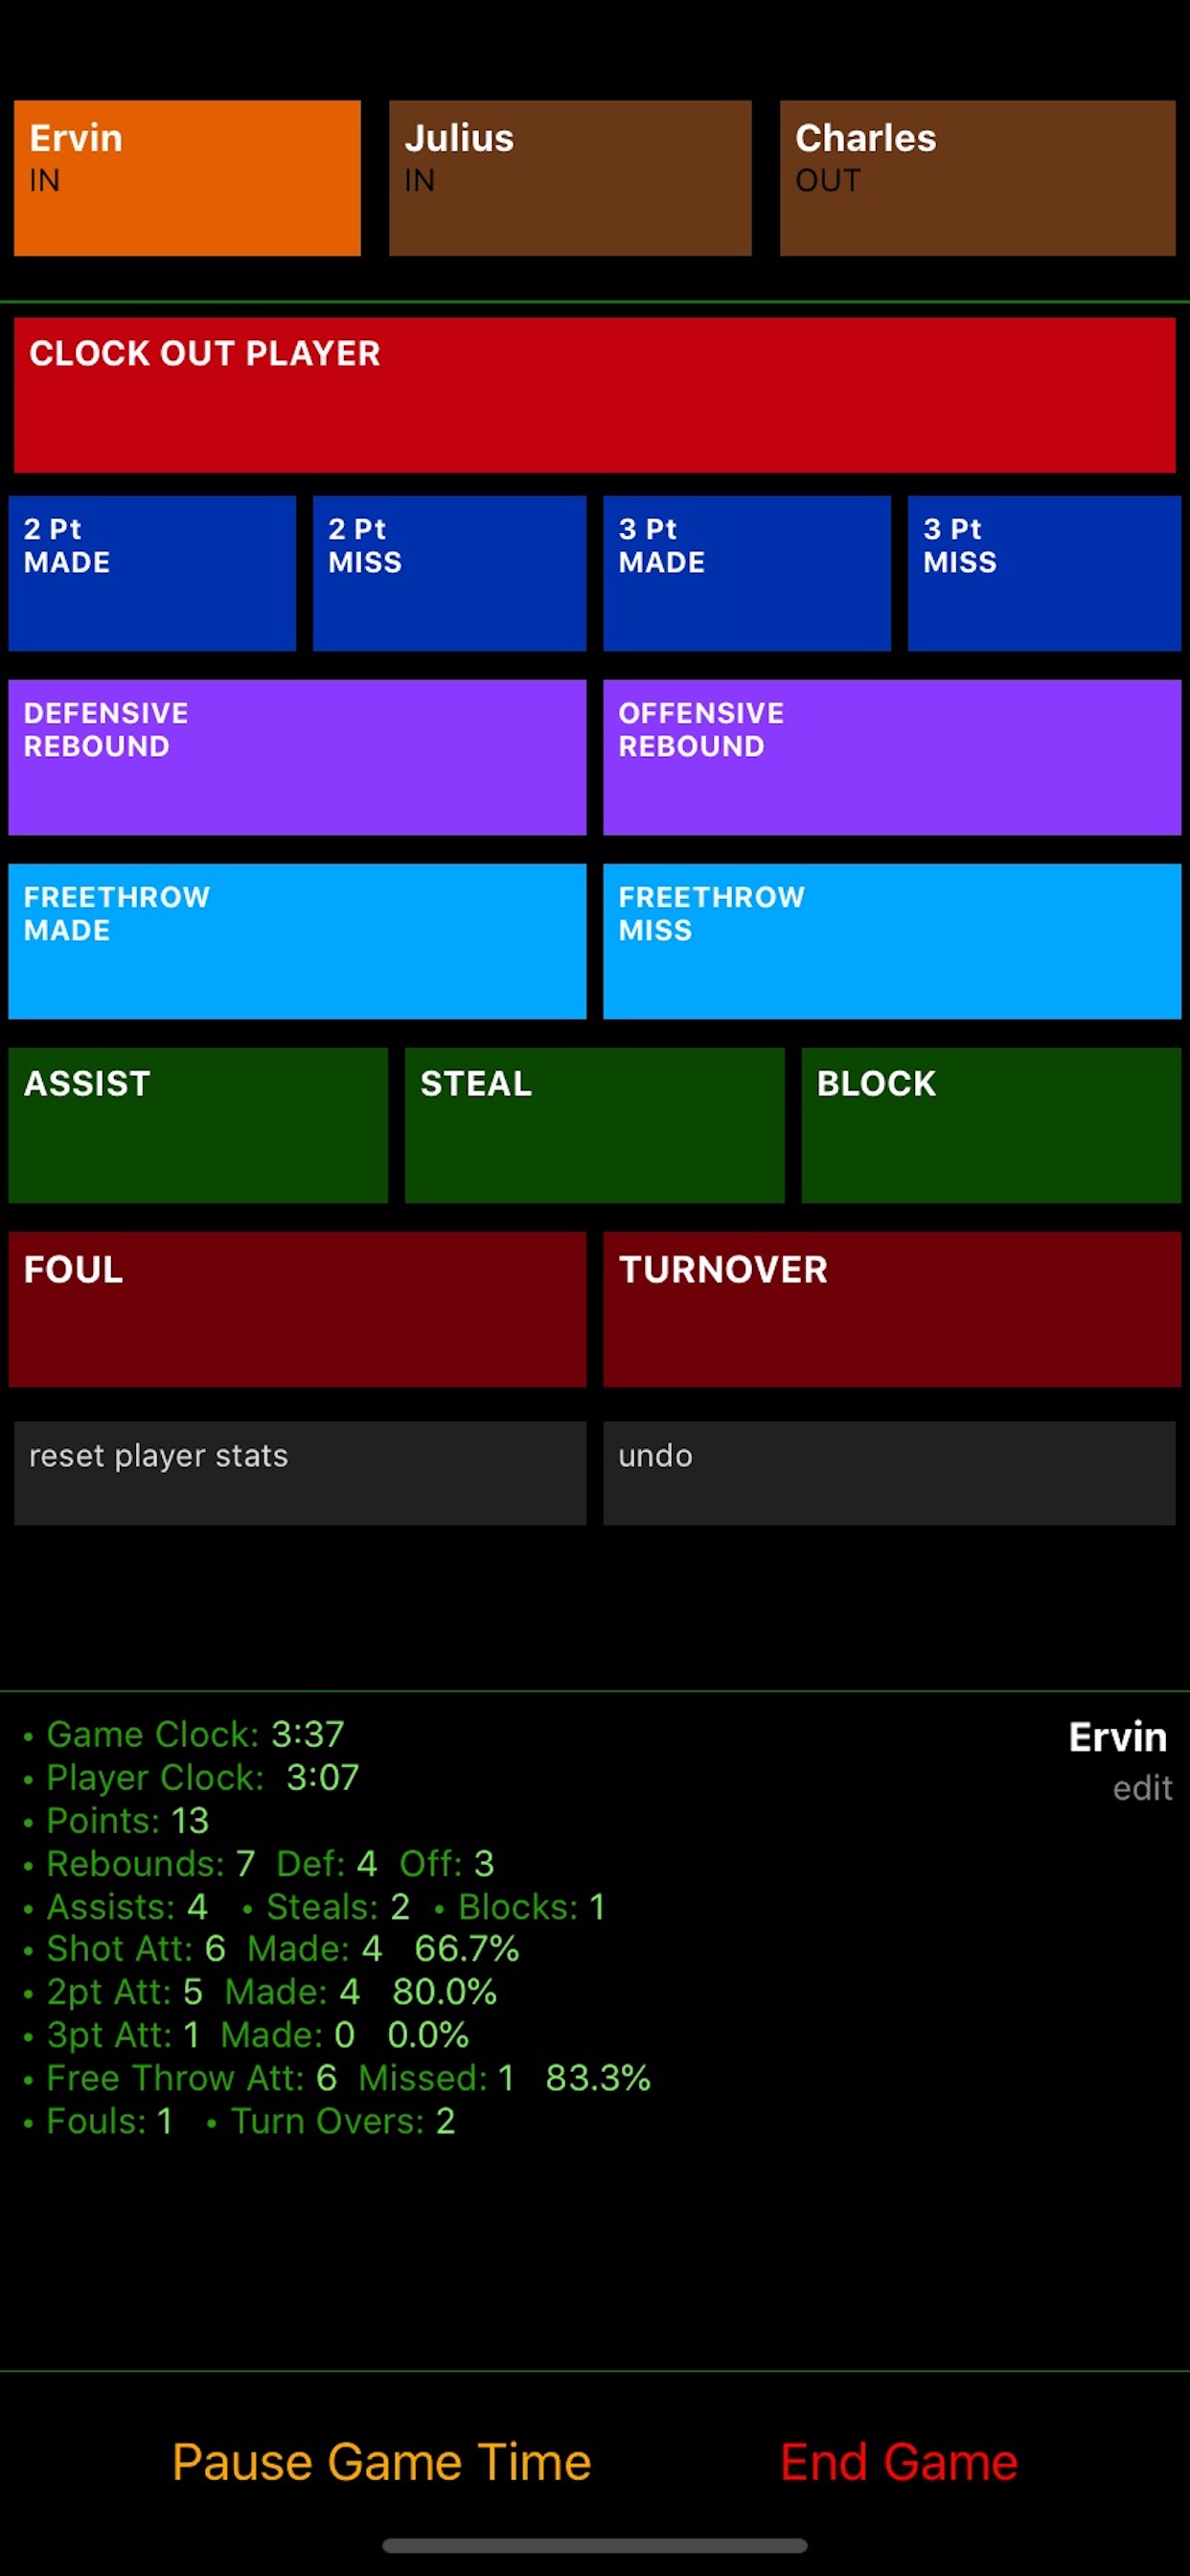 Ervin
IN
Julius
IN
Charles
OUT
CLOCK OUT PLAYER
2 Pt
MADE
2 Pt
MISS
3 Pt
MADE
3 Pt
MISS
DEFENSIVE
REBOUND
OFFENSIVE
REBOUND
FREETHROW
MADE
FREETHROW
MISS
ASSIST
STEAL
BLOCK
FOUL
TURNOVER
reset player stats
undo
• Game Clock: 3:37
Ervin
• Player Clock: 3:07
edit
• Points: 13
• Rebounds: 7 Def: 4 Off: 3
• Assists: 4 • Steals: 2 • Blocks: 1
• Shot Att: 6 Made: 4 66.7%
• 2pt Att: 5 Made: 4 80.0%
• 3pt Att: 1 Made: 0 0.0%
• Free Throw Att: 6 Missed: 1 83.3%
• Fouls: 1 • Turn Overs: 2
Pause Game Time
End Game